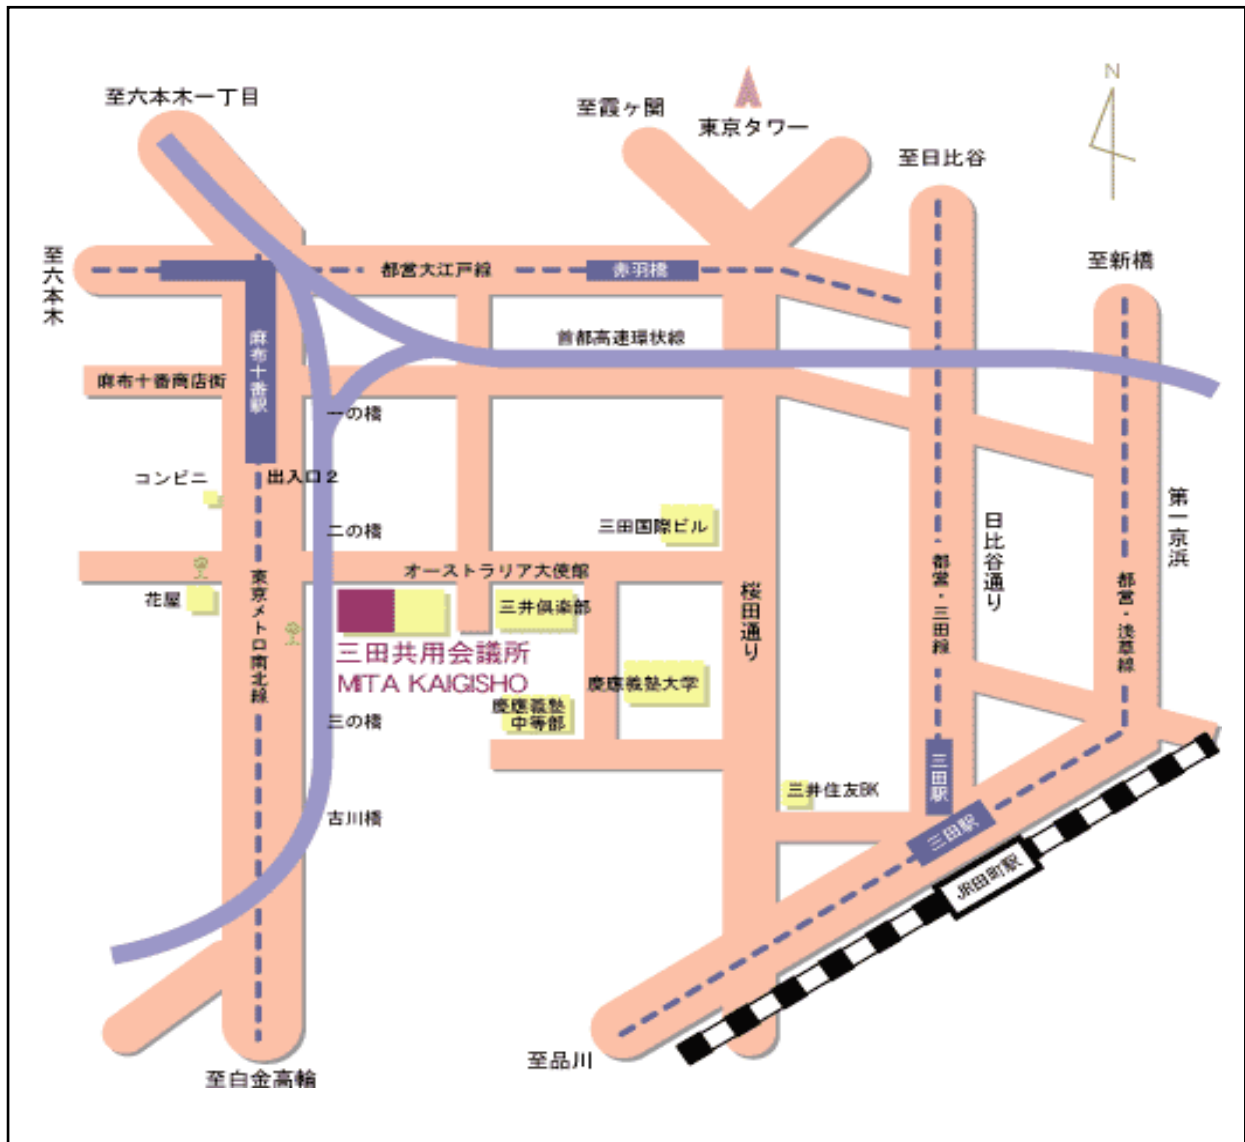 N
至六本木一丁目
至霞ヶ関
東京タワー
至日比谷
至六本木
至新橋
都営大江戸線
赤羽橋
首都高速環状線
麻布十番駅
麻布十番商店街
一の橋
コンビニ
出入口2
二の橋
三田国際ビル
第一京浜
日比谷通り
都営・三田線
都営・浅草線
桜田通り
オーストラリア大使館
花屋
東京メトロ南北線
三井倶楽部
三田共用会議所
MITA KAIGISHO
慶應義塾大学
慶應義塾
中等部
三の橋
三田駅
三井住友BK
古川橋
三田駅
JR田町駅
至品川
至白金高輪